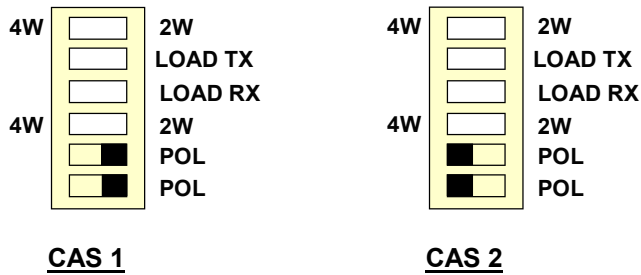 4W 2W
LOAD TX
LOAD RX
4W 2W
POL
POL
CAS 1
4W 2W
LOAD TX
LOAD RX
4W 2W
POL
POL
CAS 2